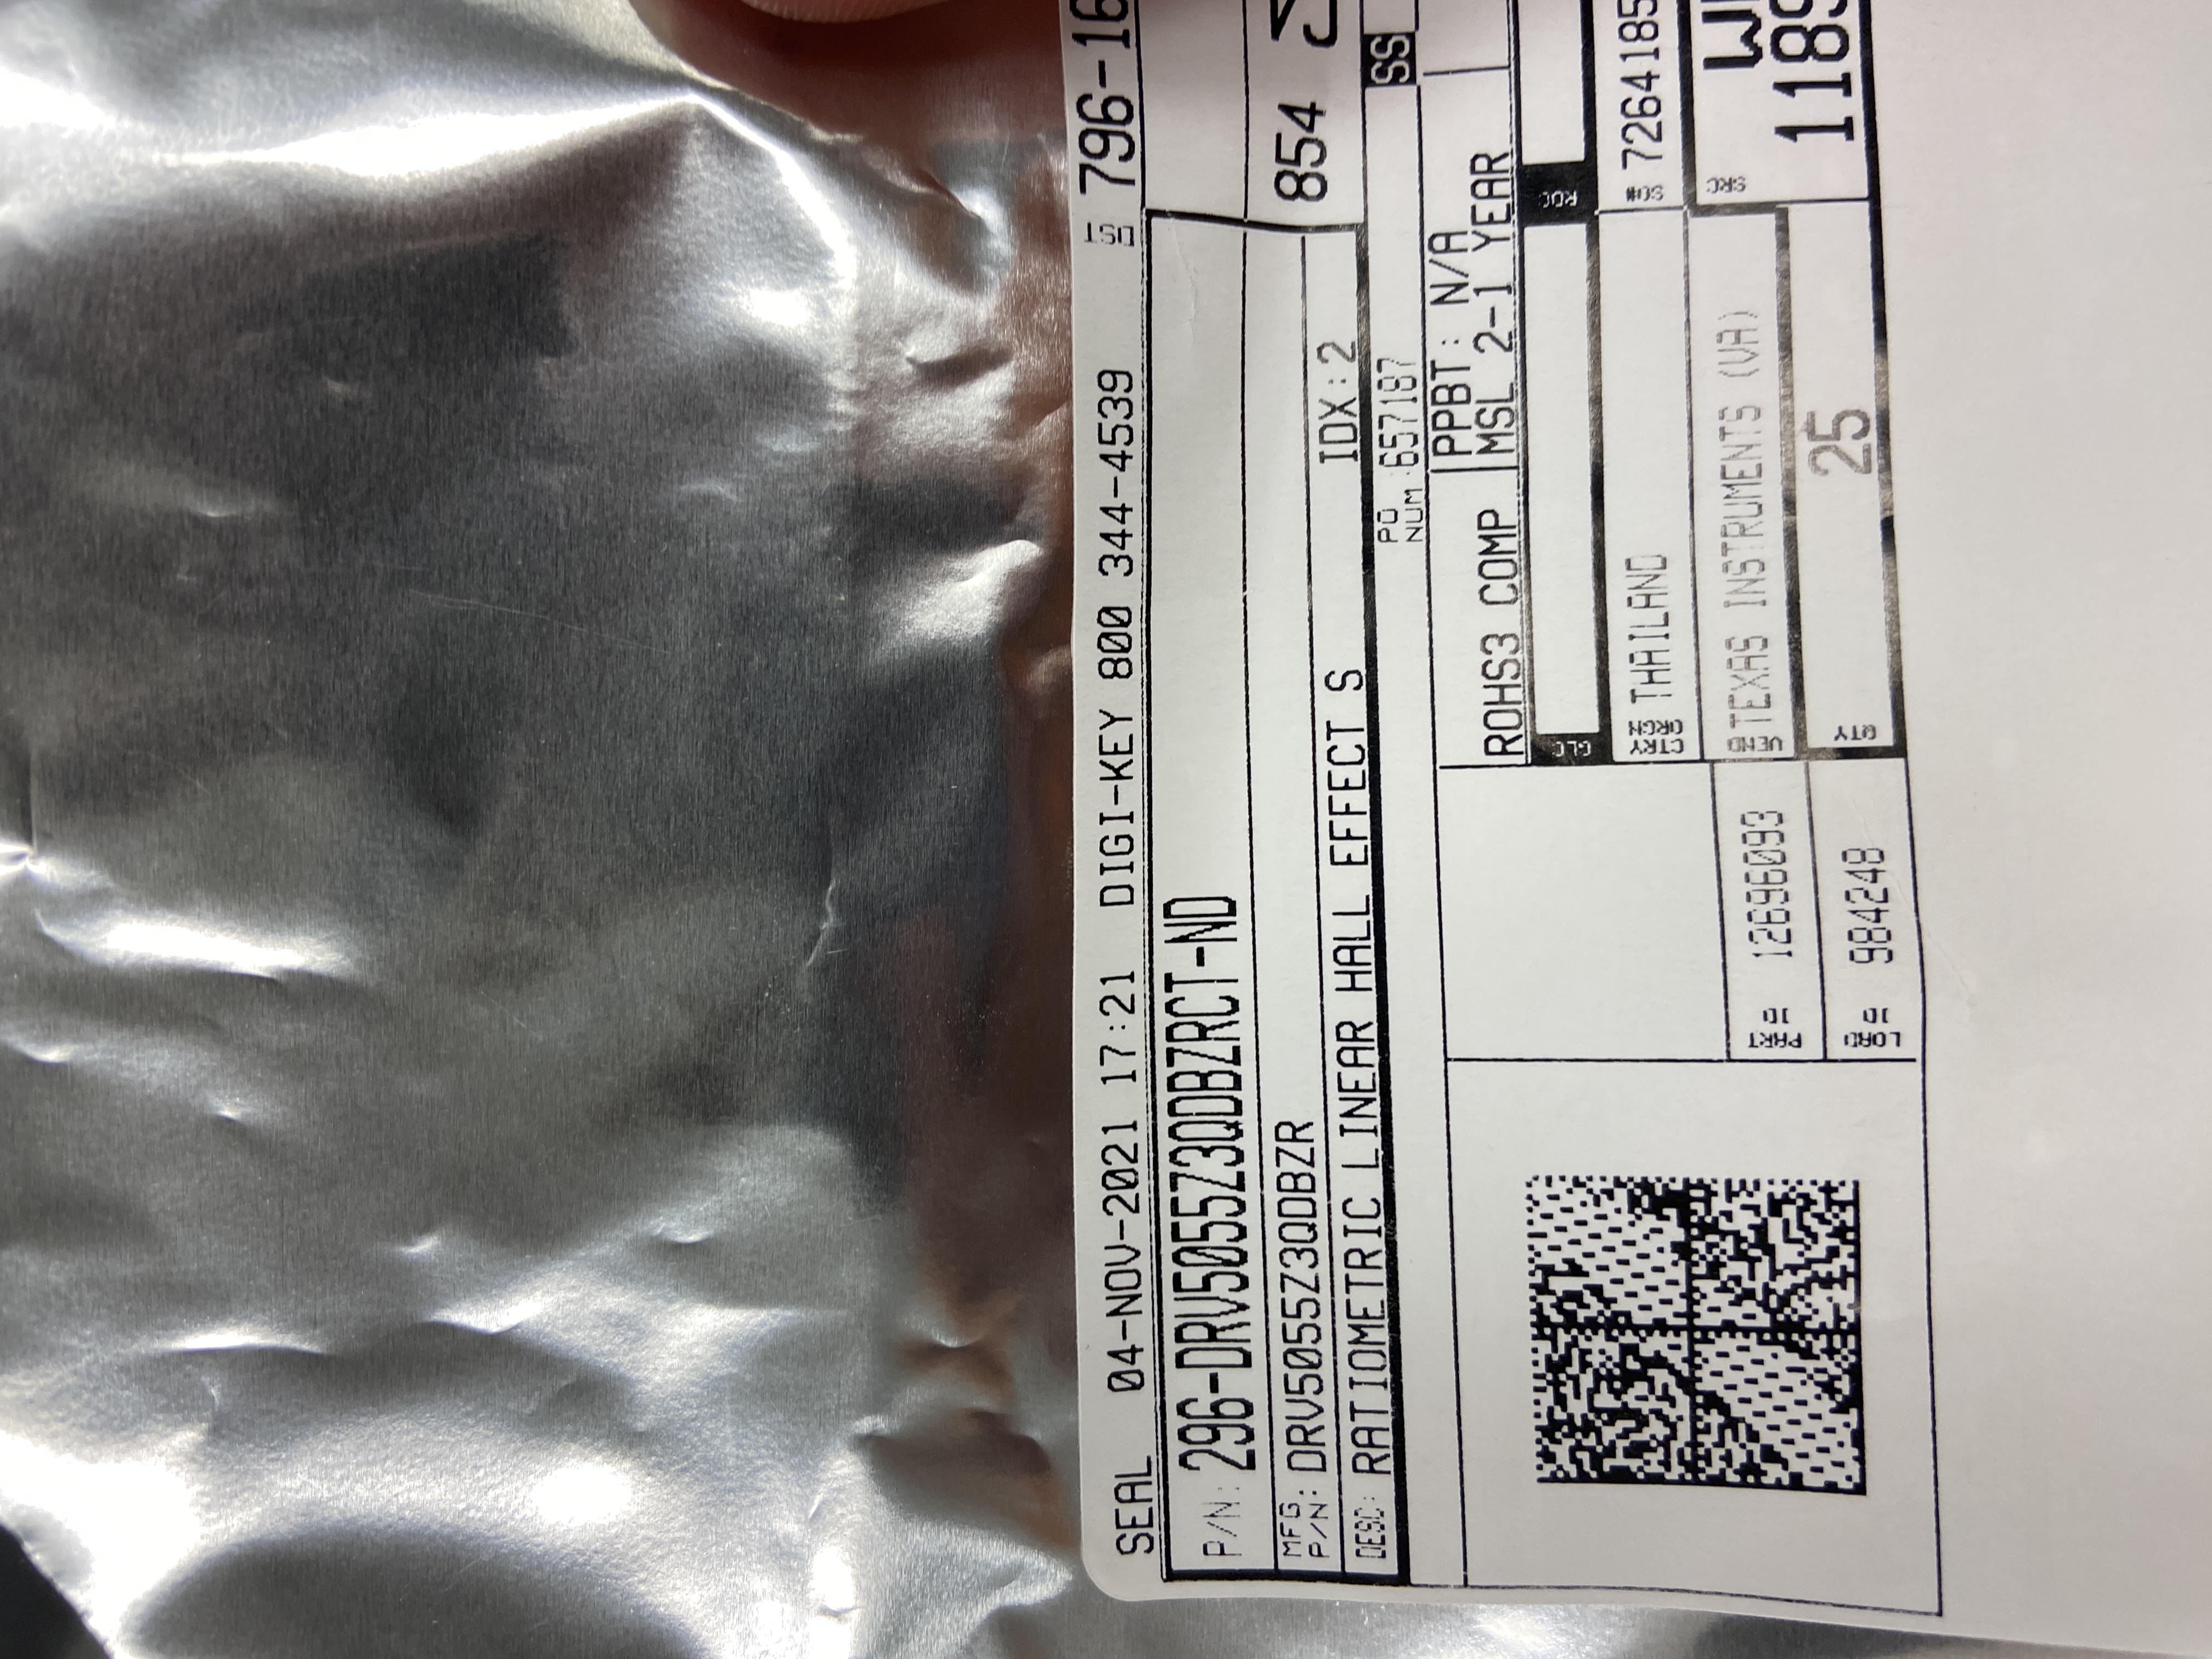 SEAL 04-NOV-2021 17:21 DIGI-KEY 800 344-4539 DIST 796-16
P/N: 296-DRV5055Z3QDBZRCT-ND
MFG P/N: DRV5055Z3QDBZR
854
DESC: RATIOMETRIC LINEAR HALL EFFECT S IDX:2
PO NUM :657187 SS
ROHS3 COMP
PPBT: N/A
MSL 2-1 YEAR
CTRY ORGN THAILAND
SO# 7264185
VEND TEXAS INSTRUMENTS (VA)
SRC
PART ID 12696093
LOAD ID 984248
QTY 25
1189